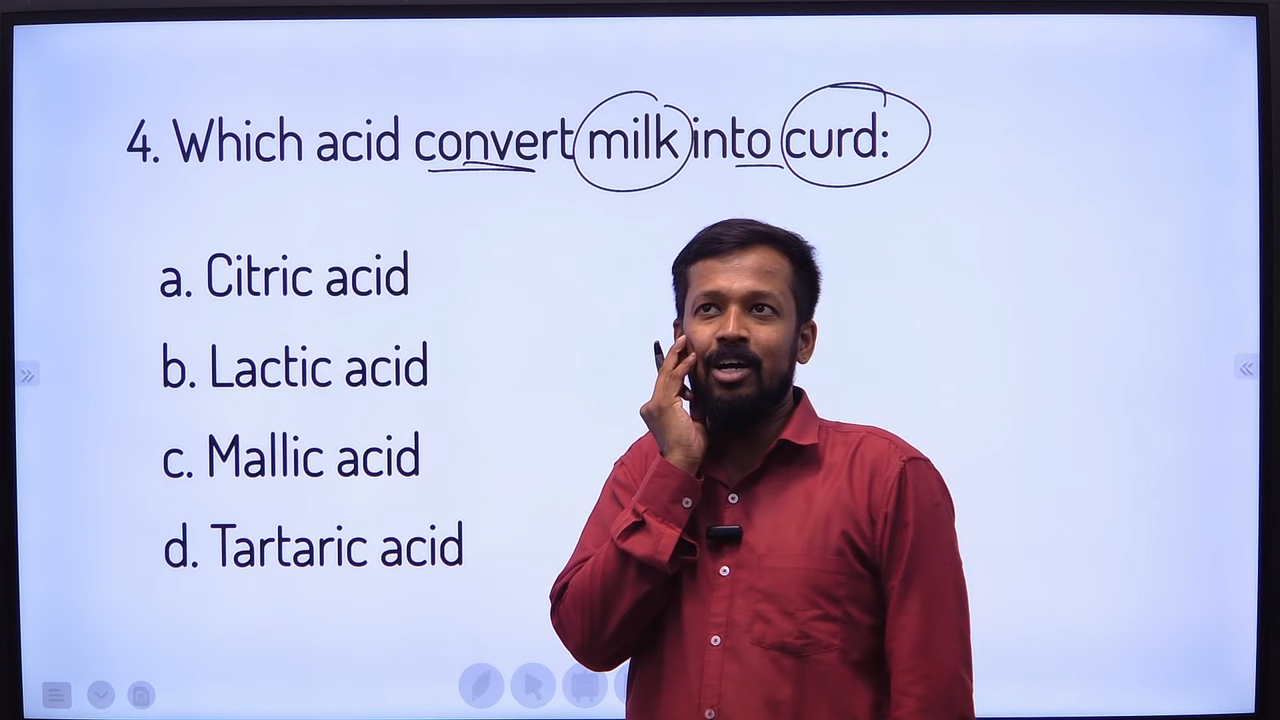 4. Which acid convert milk into curd:
a. Citric acid
b. Lactic acid
c. Mallic acid
d. Tartaric acid